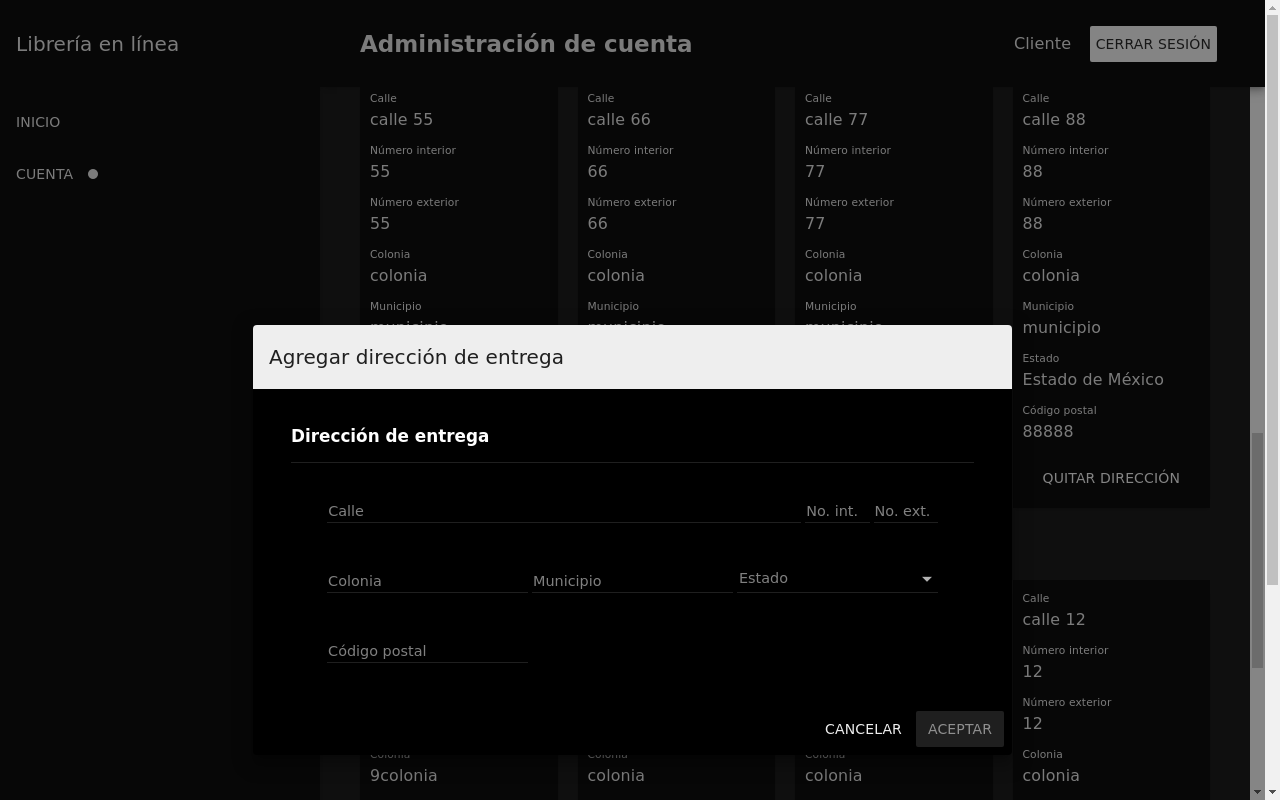 Librería en línea
Administración de cuenta
Cliente
CERRAR SESIÓN
INICIO
CUENTA
Calle
calle 55
Número interior
55
Número exterior
55
Colonia
colonia
Municipio
municipio
Calle
calle 66
Número interior
66
Número exterior
66
Colonia
colonia
Municipio
municipio
Calle
calle 77
Número interior
77
Número exterior
77
Colonia
colonia
Municipio
municipio
Calle
calle 88
Número interior
88
Número exterior
88
Colonia
colonia
Municipio
municipio
Estado
Estado de México
Código postal
88888
QUITAR DIRECCIÓN
Agregar dirección de entrega
Dirección de entrega
Calle
No. int.
No. ext.
Colonia
Municipio
Estado
Código postal
CANCELAR
ACEPTAR
Colonia
9colonia
Colonia
colonia
Colonia
colonia
Calle
calle 12
Número interior
12
Número exterior
12
Colonia
colonia